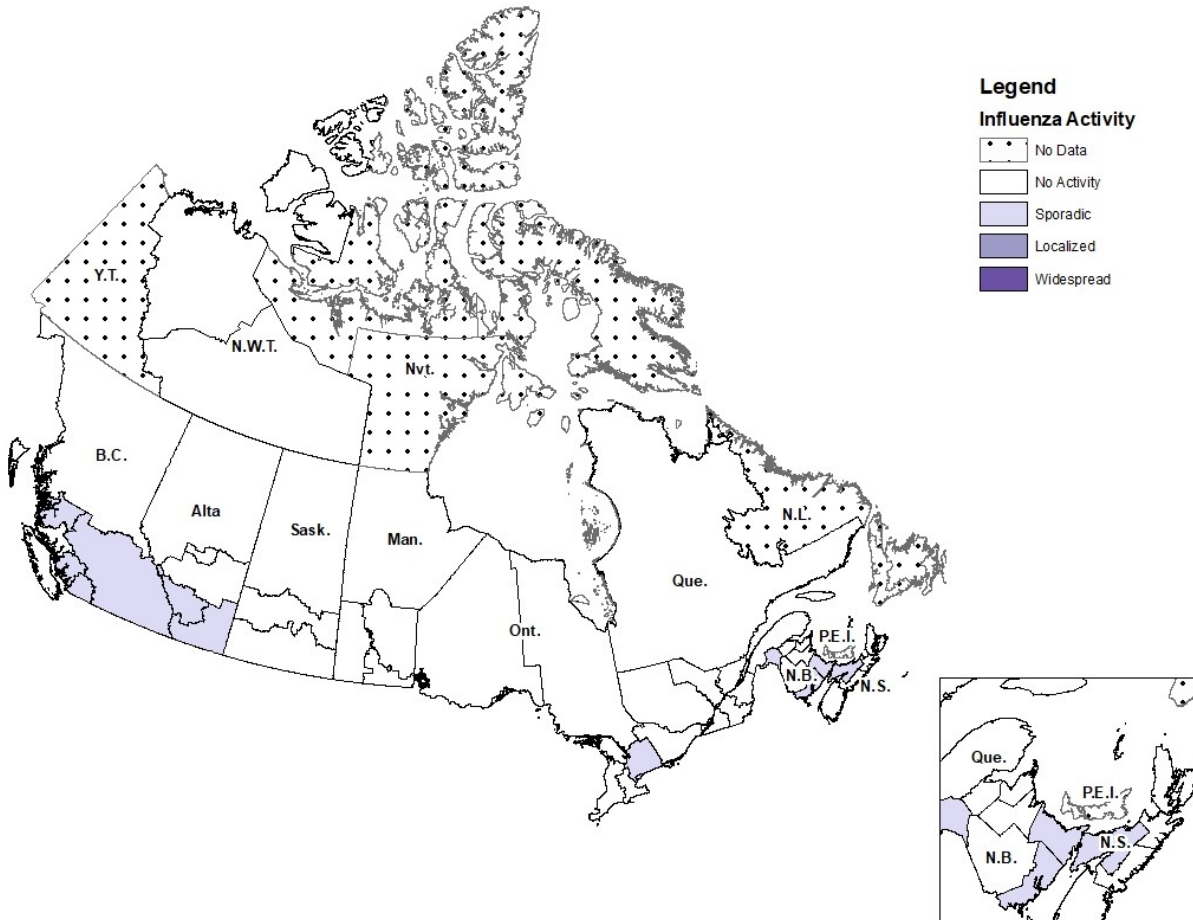 Legend
Influenza Activity
No Data
No Activity
Sporadic
Localized
Widespread
Y.T.
N.W.T.
Nvt.
B.C.
Alta
Sask.
Man.
Ont.
Que.
N.L.
P.E.I.
N.B.
N.S.
Que.
P.E.I.
N.B.
N.S.